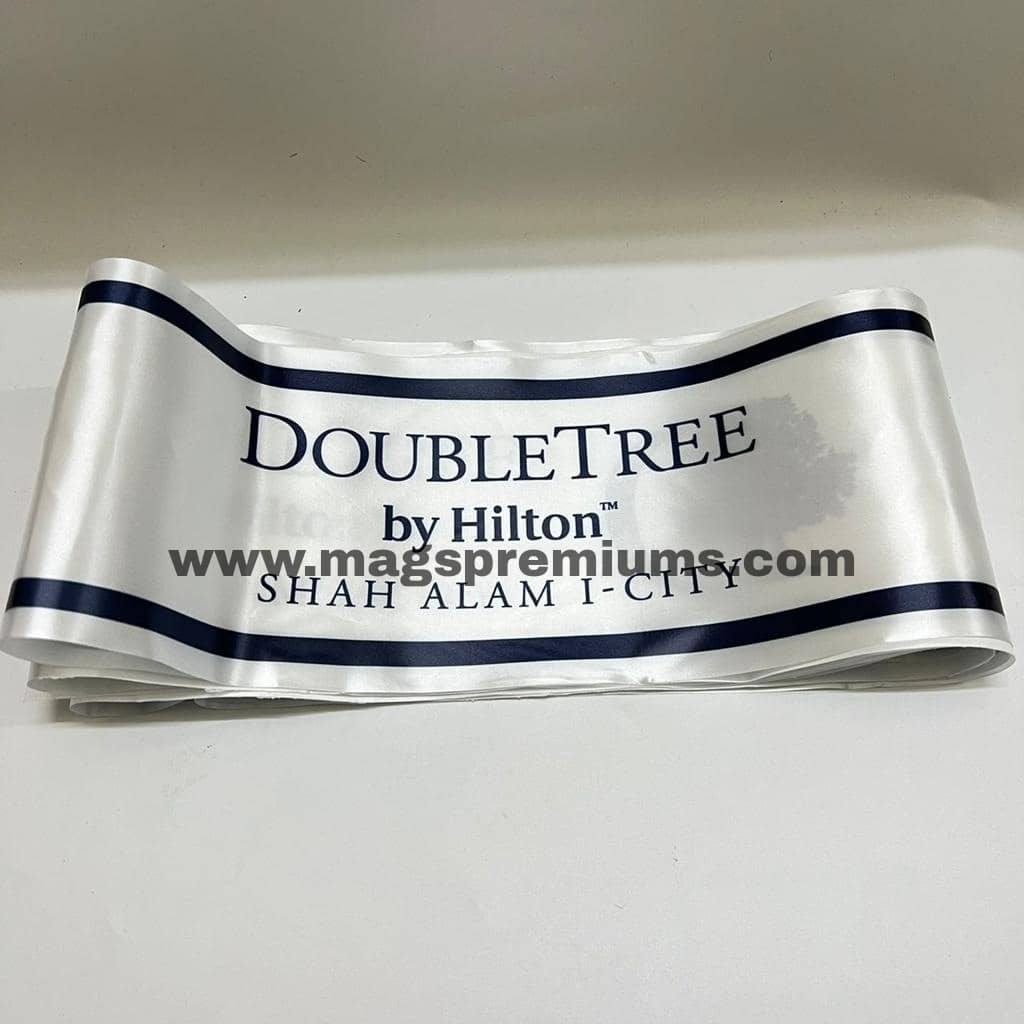 DOUBLETREE
by Hilton™
www.magspremiums.com
SHAH ALAM I-CITY